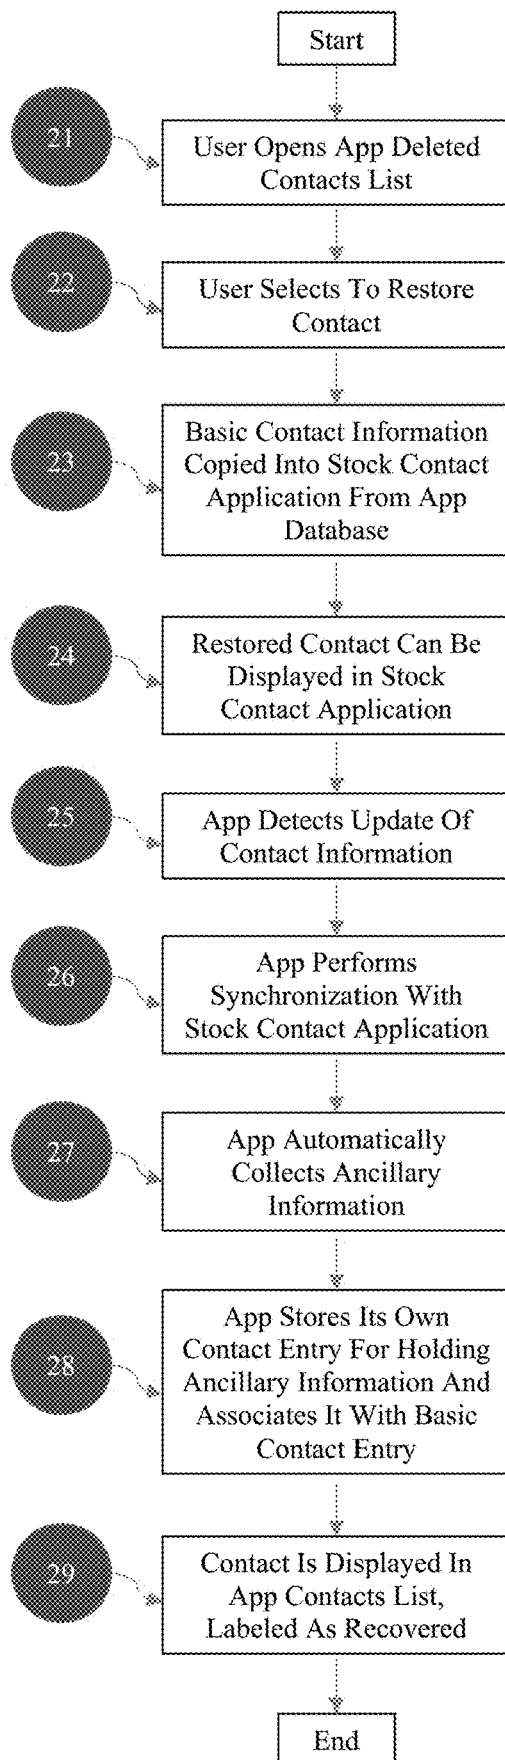 Start
21
User Opens App Deleted
Contacts List
22
User Selects To Restore
Contact
23
Basic Contact Information
Copied Into Stock Contact
Application From App
Database
24
Restored Contact Can Be
Displayed in Stock
Contact Application
25
App Detects Update Of
Contact Information
26
App Performs
Synchronization With
Stock Contact Application
27
App Automatically
Collects Ancillary
Information
28
App Stores Its Own
Contact Entry For Holding
Ancillary Information And
Associates It With Basic
Contact Entry
29
Contact Is Displayed In
App Contacts List,
Labeled As Recovered
End